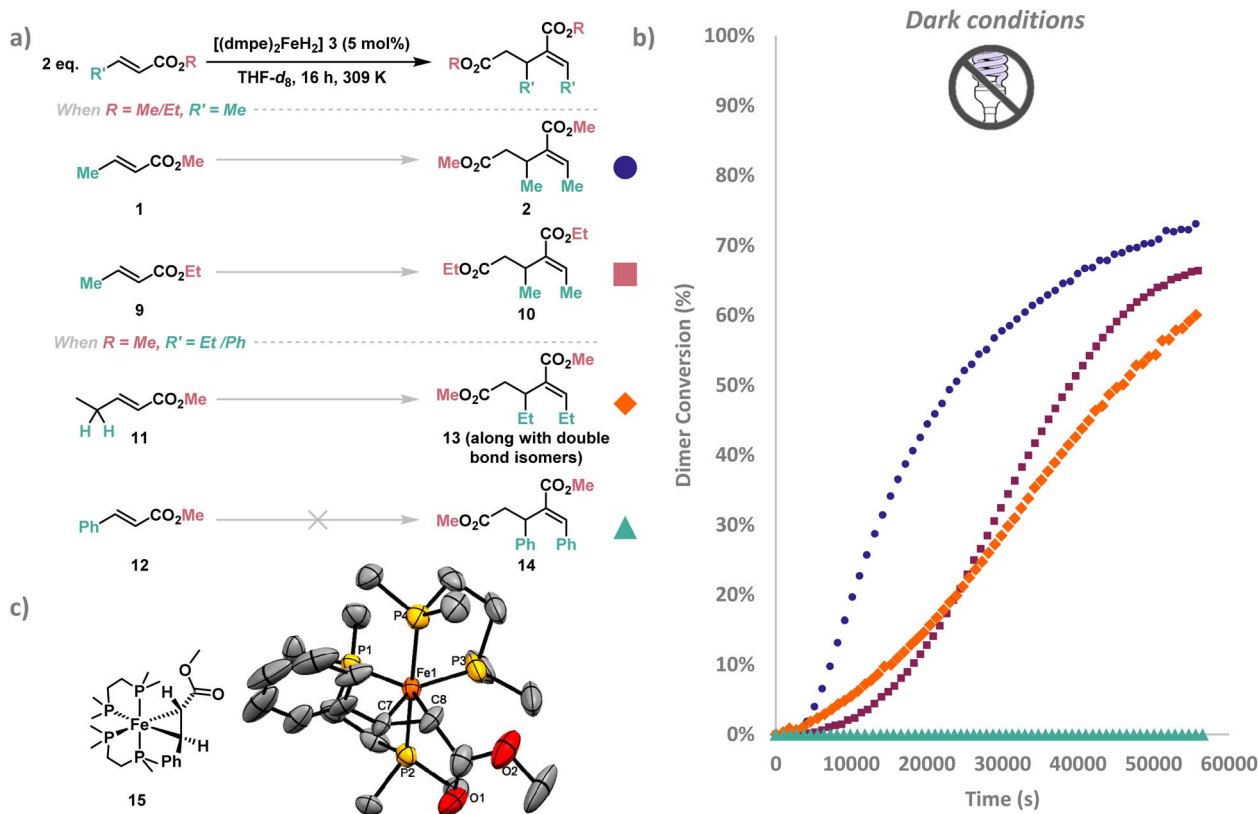 a)
2 eq.
R'
CO2R
[(dmpe)2FeH2] 3 (5 mol%)
THF-d8, 16 h, 309 K
CO2R
RO2C
R'
R'
When R = Me/Et, R' = Me
Me
CO2Me
1
CO2Me
MeO2C
Me
Me
2
Me
CO2Et
9
CO2Et
EtO2C
Me
Me
10
When R = Me, R' = Et /Ph
CO2Me
H
H
11
CO2Me
MeO2C
Et
Et
13 (along with double
bond isomers)
Ph
CO2Me
12
CO2Me
MeO2C
Ph
Ph
14
c)
O
H
O
P
P
Fe
P
P
H
Ph
15
P4
P1
Fe1
P3
C7
C8
P2
O2
O1
b)
Dark conditions
100%
90%
80%
70%
60%
50%
40%
30%
20%
10%
0%
Dimer Conversion (%)
0
10000
20000
30000
40000
50000
60000
Time (s)